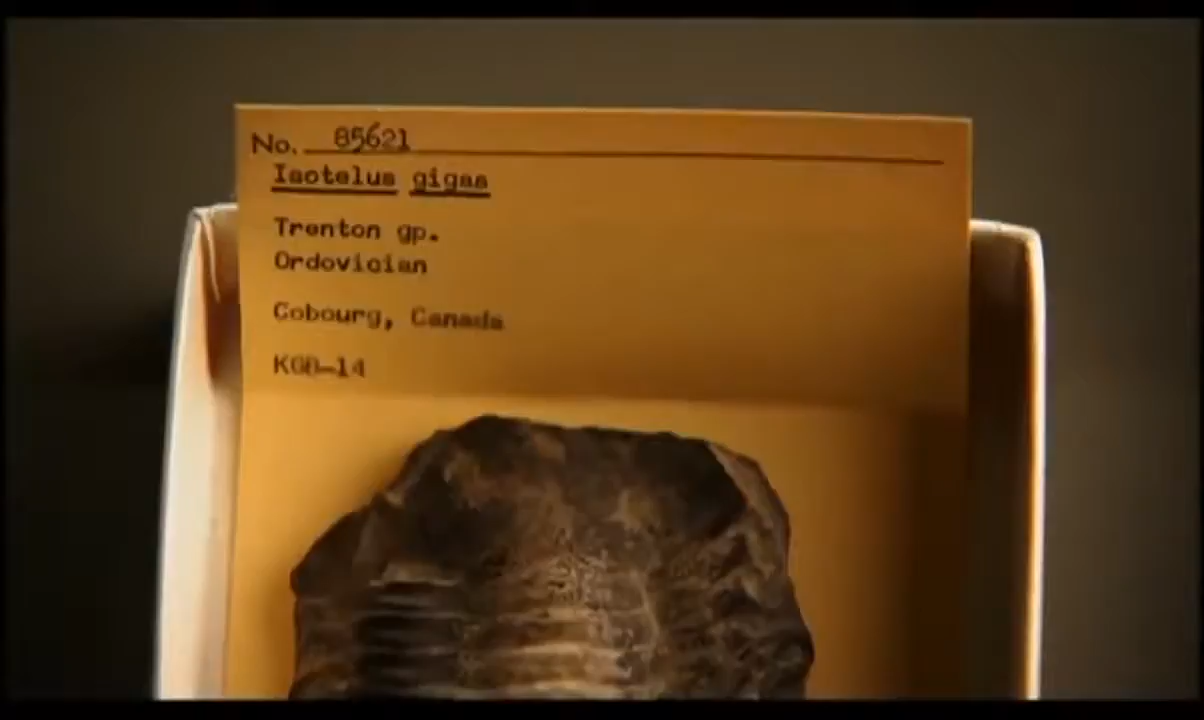 No. 85621
Isotelus gigas
Trenton gp.
Ordovician
Cobourg, Canada
KGB-14